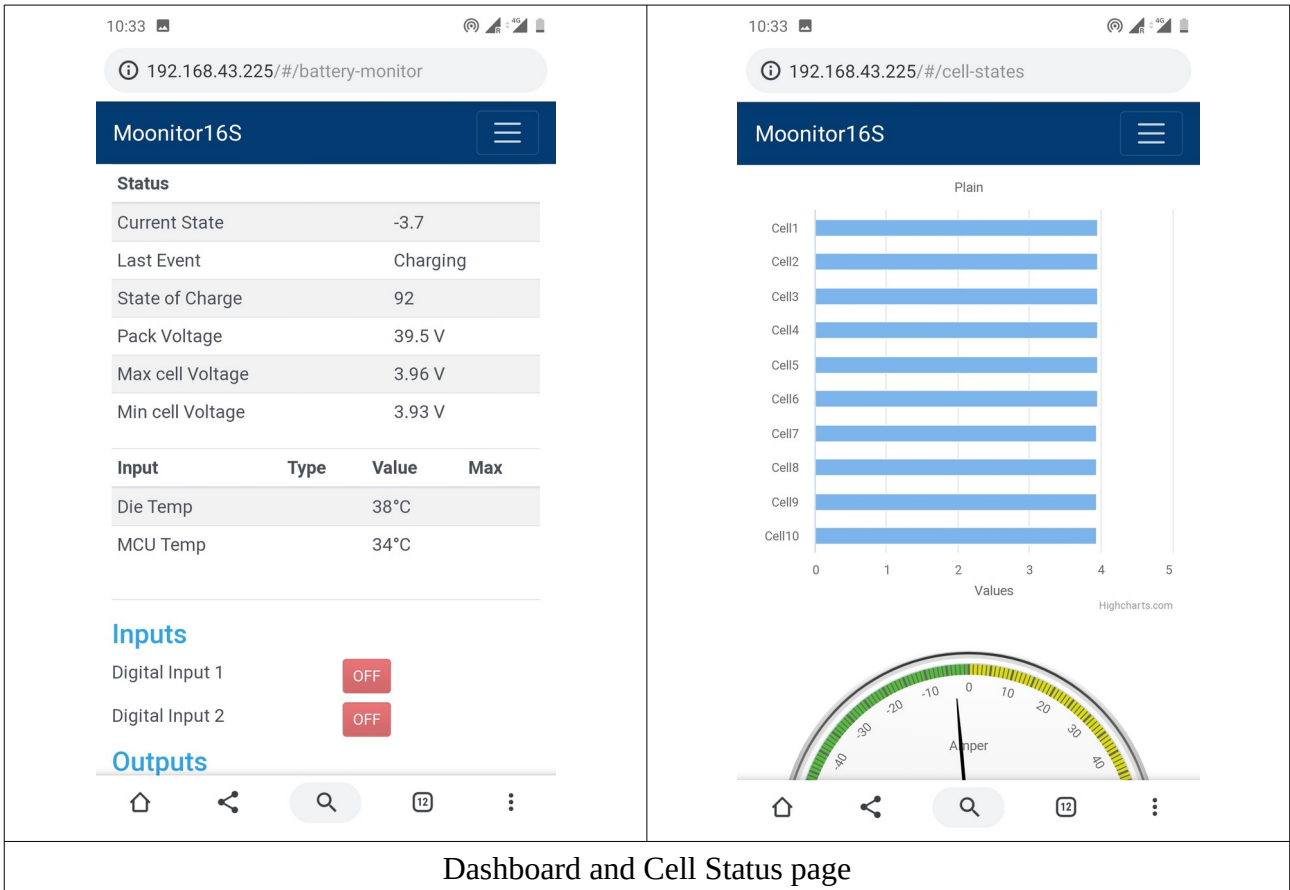 10:33
R
4G
192.168.43.225/#/battery-monitor
Moonitor16S
Status
Current State -3.7
Last Event Charging
State of Charge 92
Pack Voltage 39.5 V
Max cell Voltage 3.96 V
Min cell Voltage 3.93 V
Input Type Value Max
Die Temp 38°C
MCU Temp 34°C
Inputs
Digital Input 1 OFF
Digital Input 2 OFF
Outputs
12
10:33
R
4G
192.168.43.225/#/cell-states
Moonitor16S
Plain
Cell1
Cell2
Cell3
Cell4
Cell5
Cell6
Cell7
Cell8
Cell9
Cell10
0 1 2 3 4 5
Values
Highcharts.com
-40 -30 -20 -10 0 10 20 30 40
Amper
12
Dashboard and Cell Status page